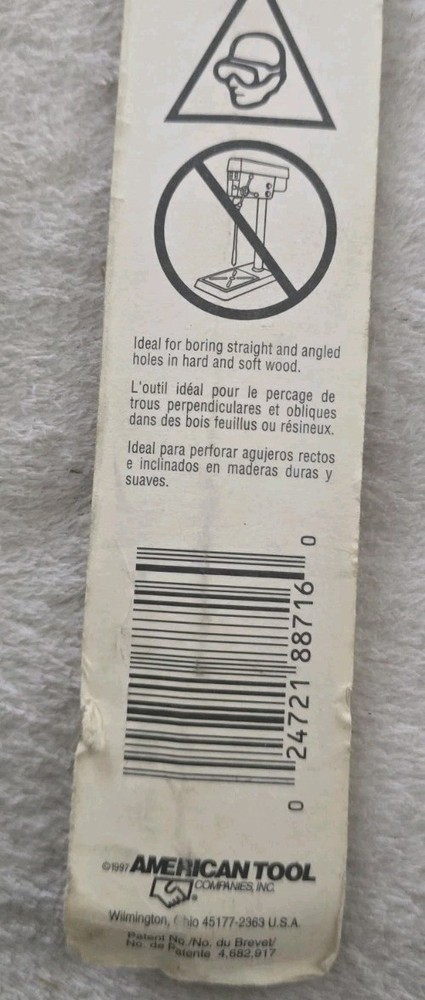 Ideal for boring straight and angled
holes in hard and soft wood.
L'outil idéal pour le percage de
trous perpendiculares et obliques
dans des bois feuillus ou résineux.
Ideal para perforar agujeros rectos
e inclinados en maderas duras y
suaves.
0 24721 88716 0
©1997 AMERICAN TOOL
COMPANIES, INC.
®
Wilmington, Ohio 45177-2363 U.S.A.
Patent No./No. du Brevet/
No. de Patente 4,682,917